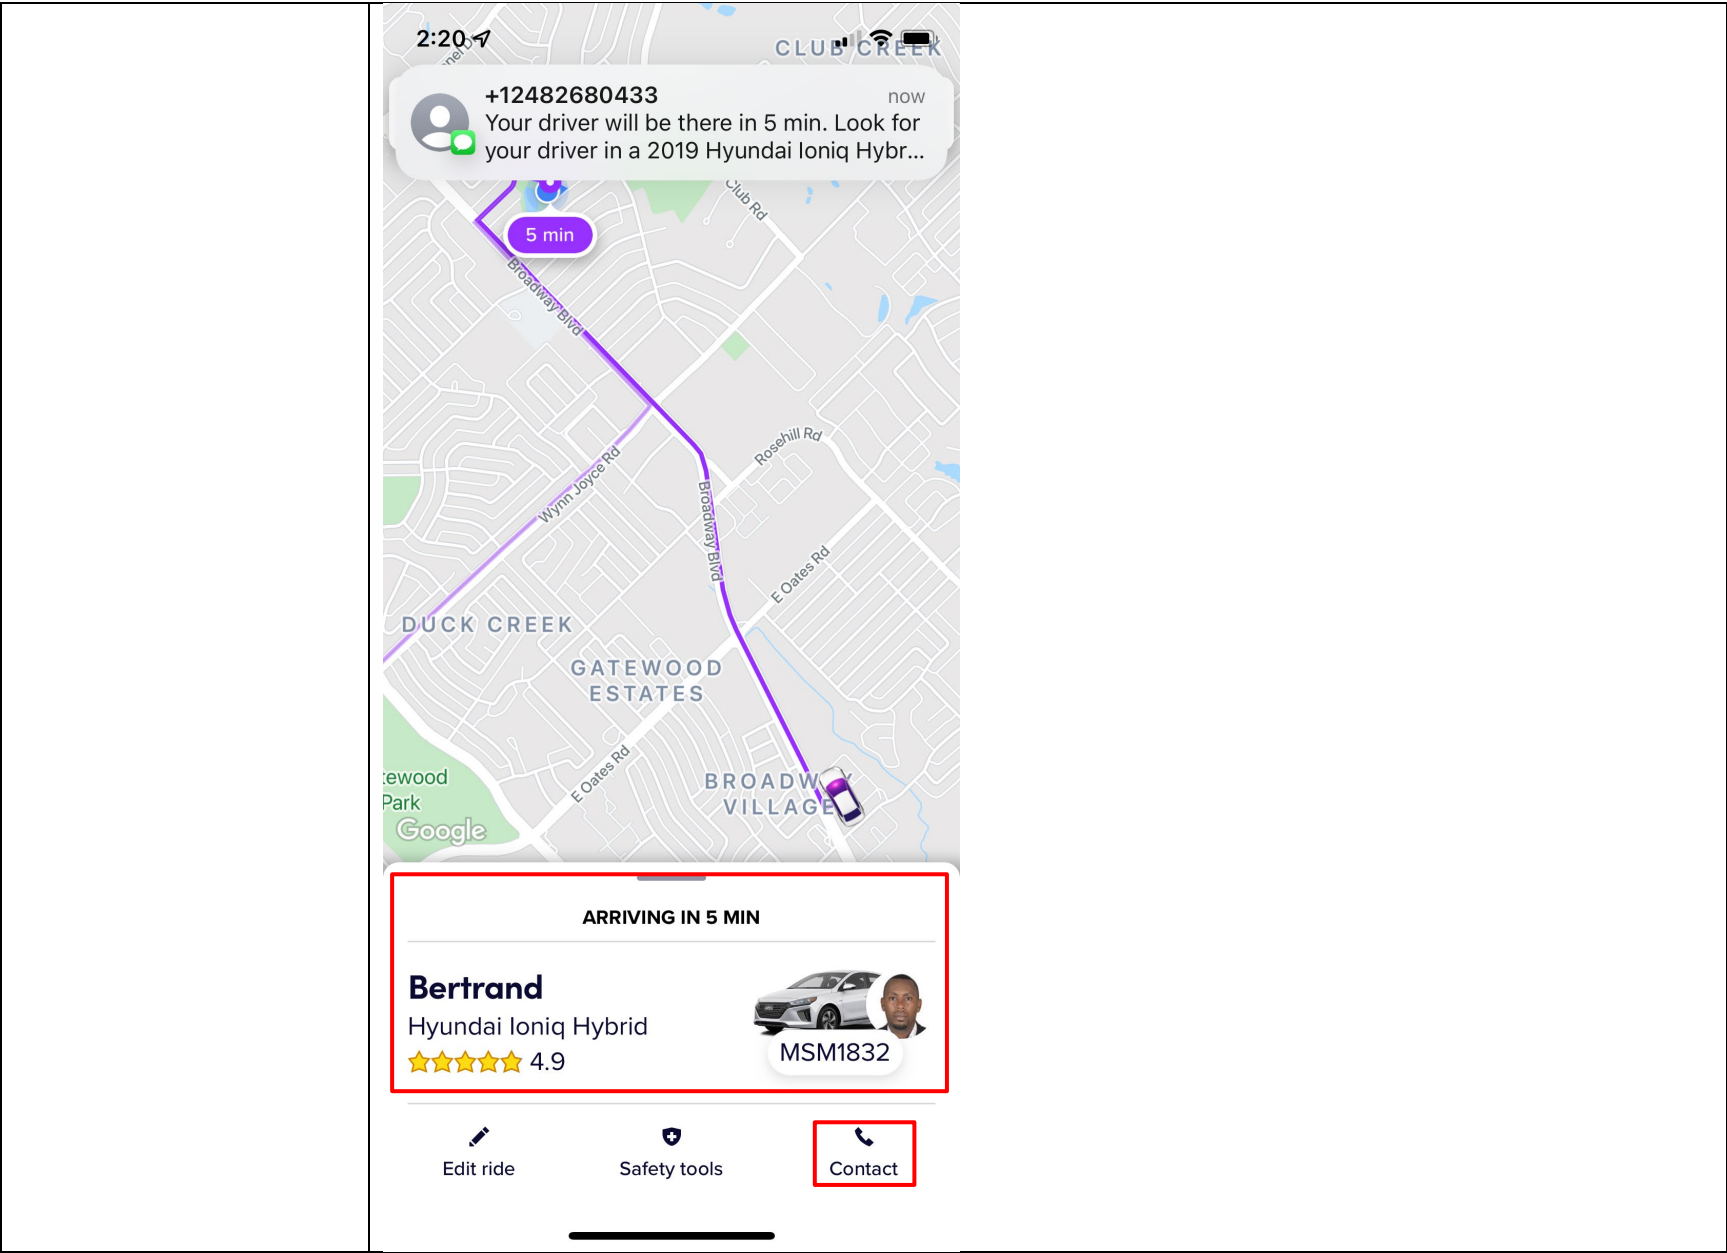 2:20
CLUB CREEK
+12482680433
now
Your driver will be there in 5 min. Look for
your driver in a 2019 Hyundai Ioniq Hybr...
Club Rd
5 min
Broadway Blvd
Rosehill Rd
Wynn Joyce Rd
Broadway Blvd
E Oates Rd
DUCK CREEK
GATEWOOD
ESTATES
E Oates Rd
BROADW
VILLAGE
tewood
Park
Google
ARRIVING IN 5 MIN
Bertrand
Hyundai Ioniq Hybrid
4.9
MSM1832
Edit ride
Safety tools
Contact